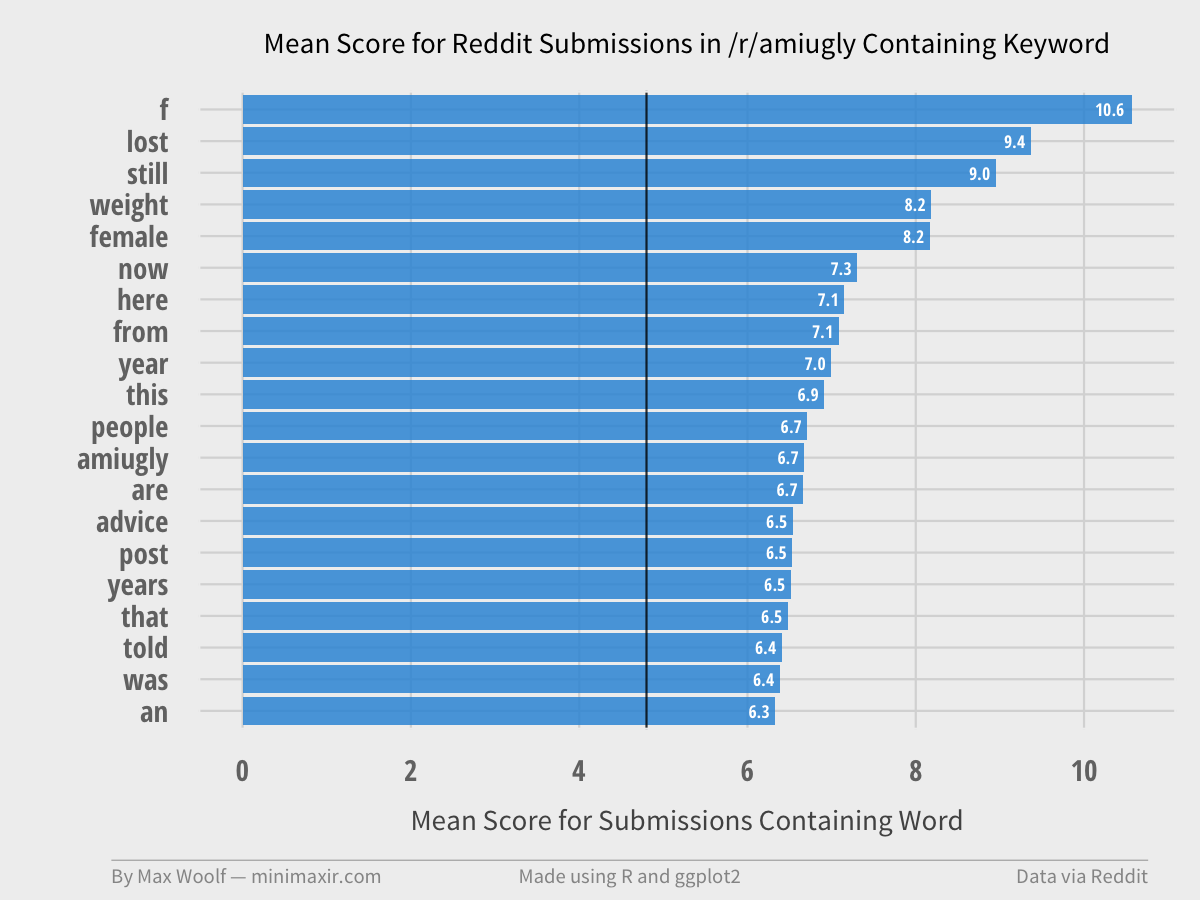 Mean Score for Reddit Submissions in /r/amiugly Containing Keyword
f 10.6
lost 9.4
still 9.0
weight 8.2
female 8.2
now 7.3
here 7.1
from 7.1
year 7.0
this 6.9
people 6.7
amiugly 6.7
are 6.7
advice 6.5
post 6.5
years 6.5
that 6.5
told 6.4
was 6.4
an 6.3
0 2 4 6 8 10
Mean Score for Submissions Containing Word
By Max Woolf — minimaxir.com Made using R and ggplot2 Data via Reddit